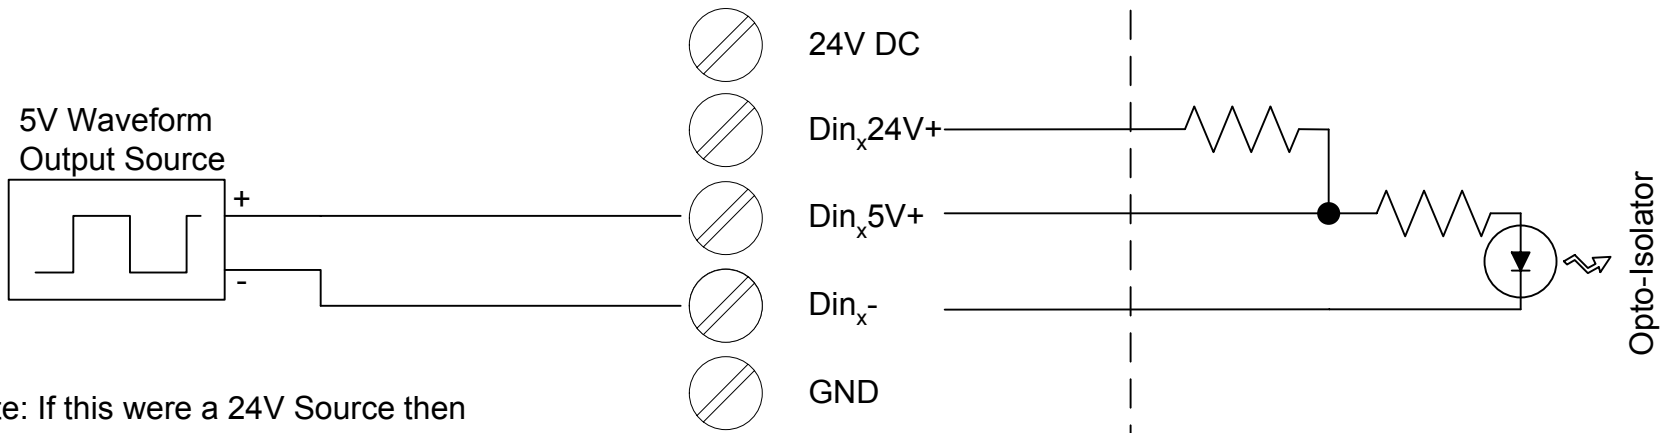 24V DC
5V Waveform
Output Source
Dinx24V+
+
Dinx5V+
-
Dinx-
Opto-Isolator
GND
: If this were a 24V Source then